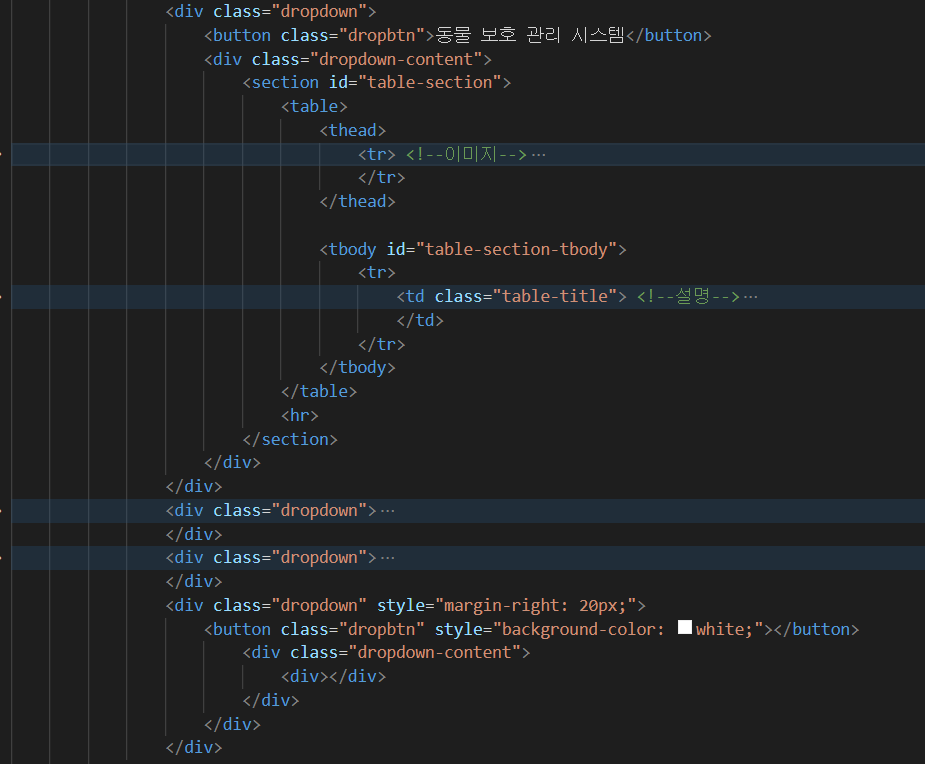 <div class="dropdown">
<button class="dropbtn">동물 보호 관리 시스템</button>
<div class="dropdown-content">
<section id="table-section">
<table>
<thead>
<tr> <!--이미지-->…
</tr>
</thead>
<tbody id="table-section-tbody">
<tr>
<td class="table-title"> <!--설명-->…
</td>
</tr>
</tbody>
</table>
<hr>
</section>
</div>
</div>
<div class="dropdown">…
</div>
<div class="dropdown">…
</div>
<div class="dropdown" style="margin-right: 20px;">
<button class="dropbtn" style="background-color: white;"></button>
<div class="dropdown-content">
<div></div>
</div>
</div>
</div>